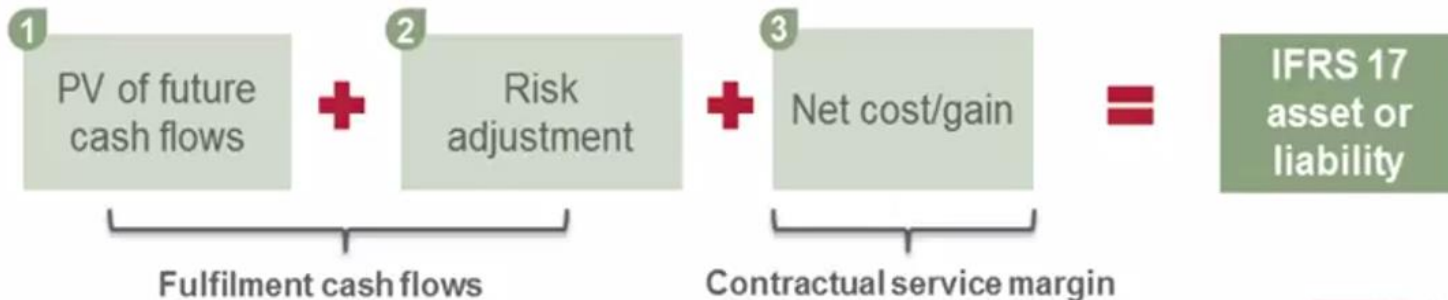 1
PV of future
cash flows
+
2
Risk
adjustment
+
3
Net cost/gain
=
IFRS 17
asset or
liability
Fulfilment cash flows
Contractual service margin